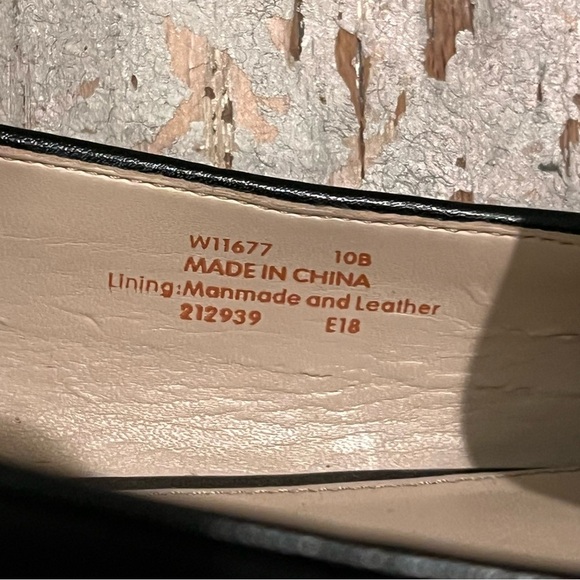 W11677 10B
MADE IN CHINA
Lining:Manmade and Leather
212939 E18